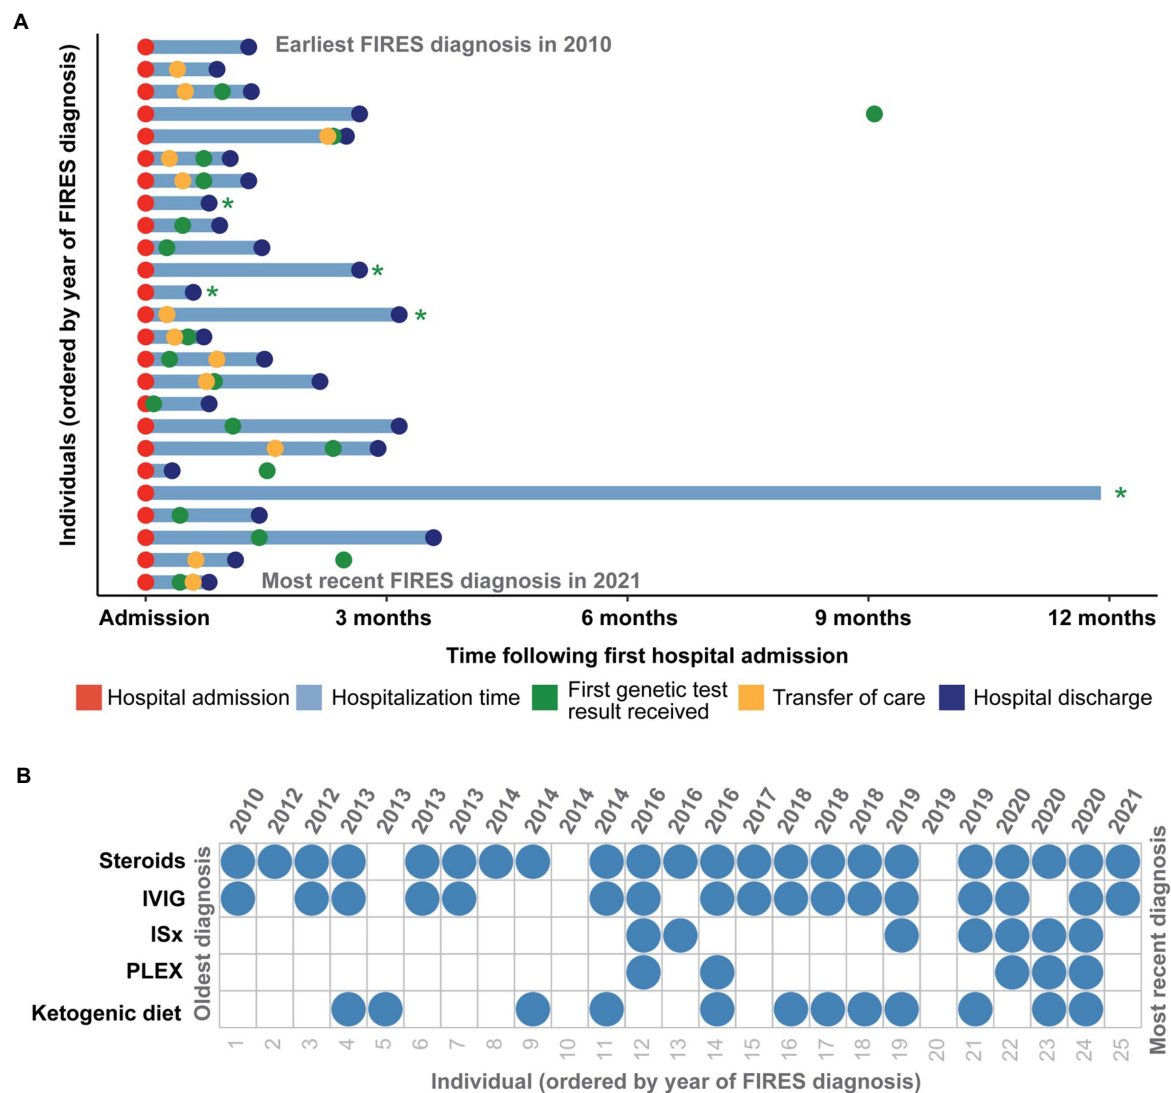 A
Individuals (ordered by year of FIRES diagnosis)
Earliest FIRES diagnosis in 2010
*
*
*
*
*
Most recent FIRES diagnosis in 2021
Admission 3 months 6 months 9 months 12 months
Time following first hospital admission
Hospital admission Hospitalization time First genetic test result received Transfer of care Hospital discharge
B
2010 2012 2012 2013 2013 2013 2013 2014 2014 2014 2014 2016 2016 2016 2017 2018 2018 2018 2019 2019 2019 2020 2020 2020 2021
Oldest diagnosis
Most recent diagnosis
Steroids
IVIG
ISx
PLEX
Ketogenic diet
1 2 3 4 5 6 7 8 9 10 11 12 13 14 15 16 17 18 19 20 21 22 23 24 25
Individual (ordered by year of FIRES diagnosis)